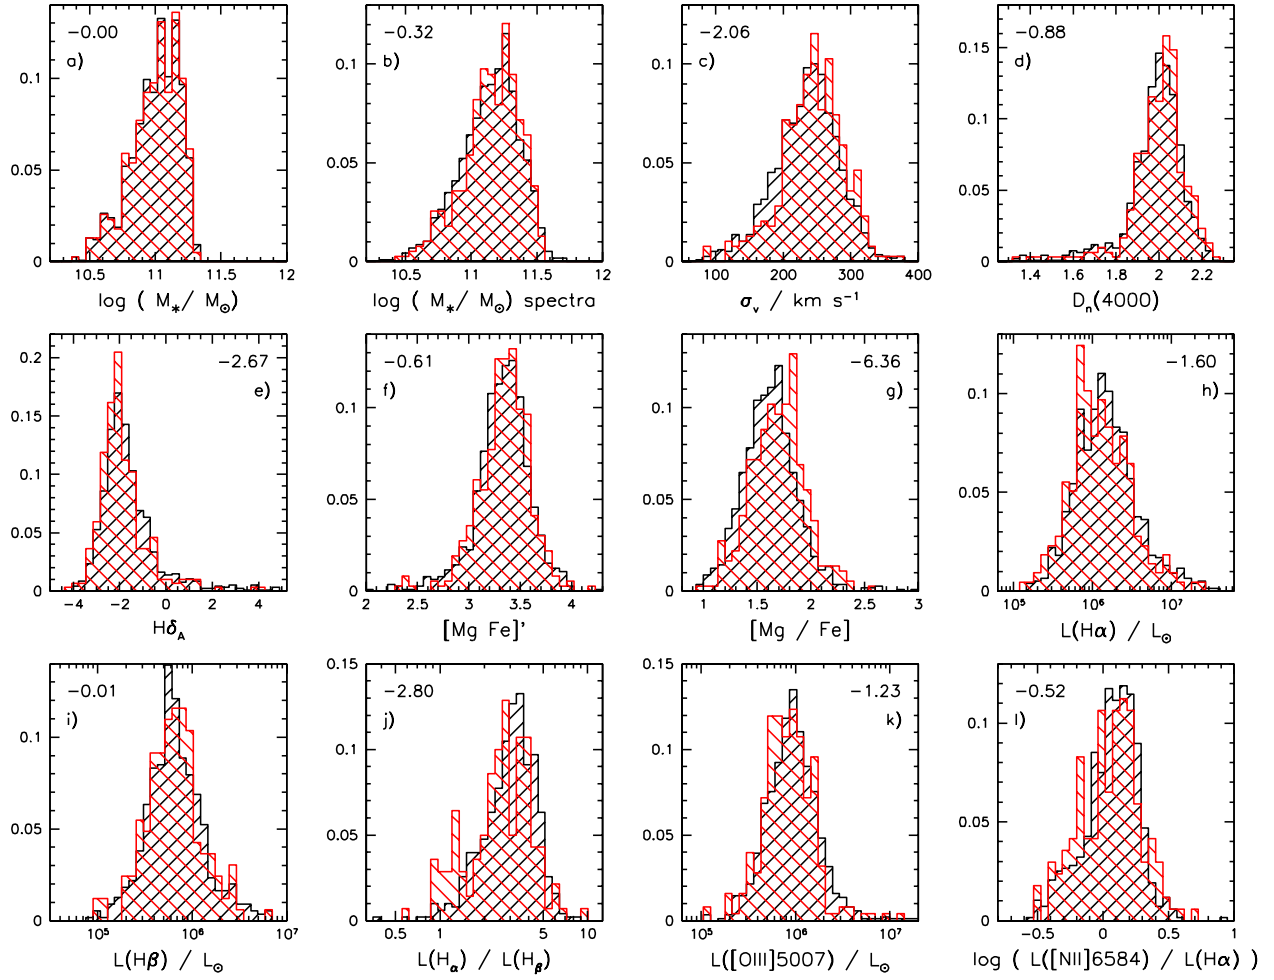 −0.00
a)
0.1
0.05
0
10.5 11 11.5 12
log ( M* / M⊙)
−0.32
b)
0.1
0.05
0
10.5 11 11.5 12
log ( M* / M⊙) spectra
−2.06
c)
0.1
0.05
0
100 200 300 400
σv / km s⁻¹
−0.88
d)
0.15
0.1
0.05
0
1.4 1.6 1.8 2 2.2
Dn(4000)
−2.67
e)
0.2
0.15
0.1
0.05
0
−4 −2 0 2 4
HδA
−0.61
f)
0.1
0.05
0
2 2.5 3 3.5 4
[Mg Fe]'
−6.36
g)
0.1
0.05
0
1 1.5 2 2.5 3
[Mg / Fe]
−1.60
h)
0.1
0.05
0
10⁵ 10⁶ 10⁷
L(Hα) / L⊙
−0.01
i)
0.1
0.05
0
10⁵ 10⁶ 10⁷
L(Hβ) / L⊙
−2.80
j)
0.15
0.1
0.05
0
0.5 1 5 10
L(Hα) / L(Hβ)
−1.23
k)
0.15
0.1
0.05
0
10⁵ 10⁶ 10⁷
L([OIII]5007) / L⊙
−0.52
l)
0.1
0.05
0
−0.5 0 0.5 1
log ( L([NII]6584) / L(Hα) )